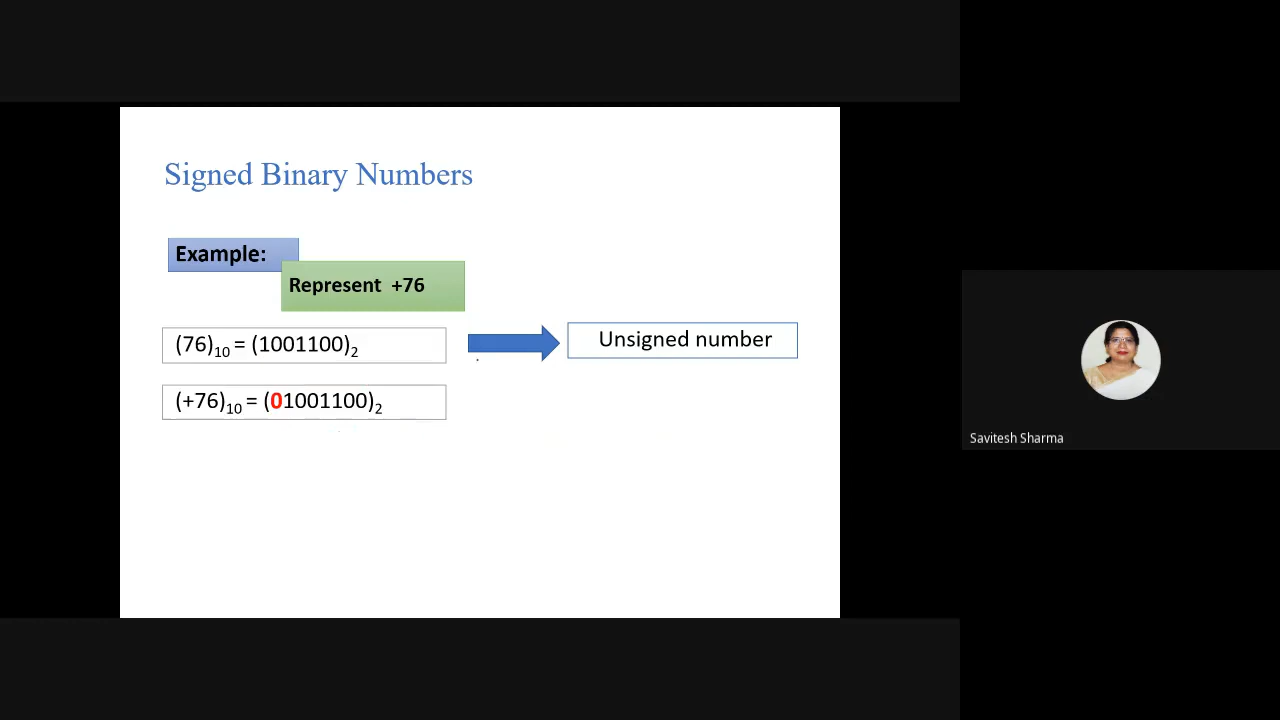 Signed Binary Numbers
Example:
Represent +76
(76)10 = (1001100)2
Unsigned number
(+76)10 = (01001100)2
Savitesh Sharma